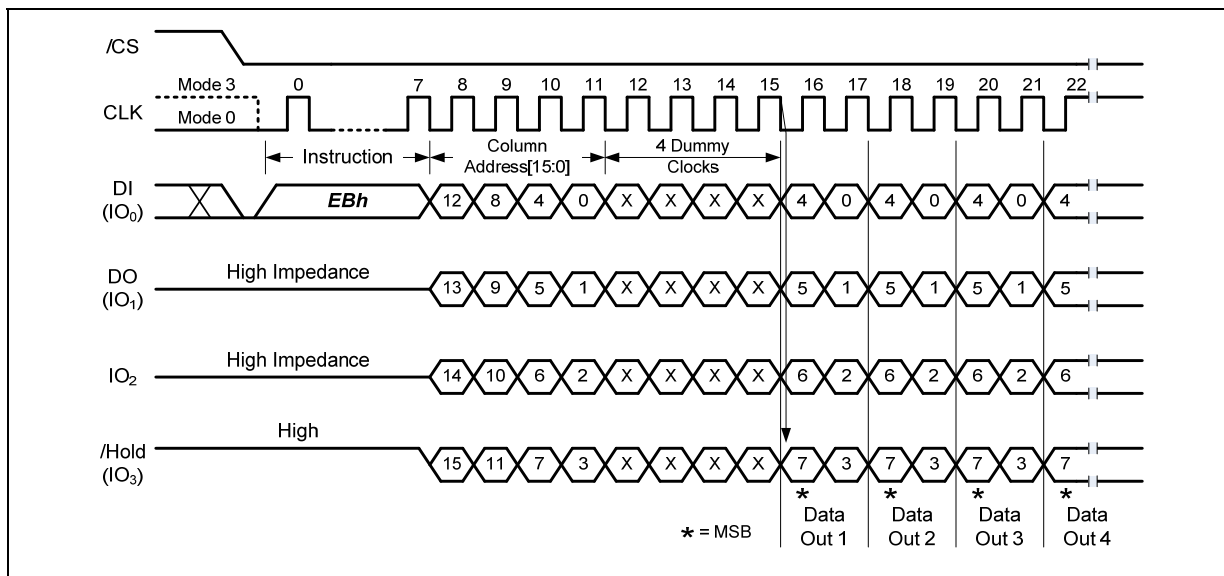 /CS
Mode 3 0 7 8 9 10 11 12 13 14 15 16 17 18 19 20 21 22
CLK
Mode 0
Instruction
Column
Address[15:0]
4 Dummy
Clocks
DI
(IO0)
EBh 12 8 4 0 X X X X 4 0 4 0 4 0 4
High Impedance
DO
(IO1)
13 9 5 1 X X X X 5 1 5 1 5 1 5
High Impedance
IO2
14 10 6 2 X X X X 6 2 6 2 6 2 6
High
/Hold
(IO3)
15 11 7 3 X X X X 7 3 7 3 7 3 7
* * * *
* = MSB
Data
Out 1
Data
Out 2
Data
Out 3
Data
Out 4